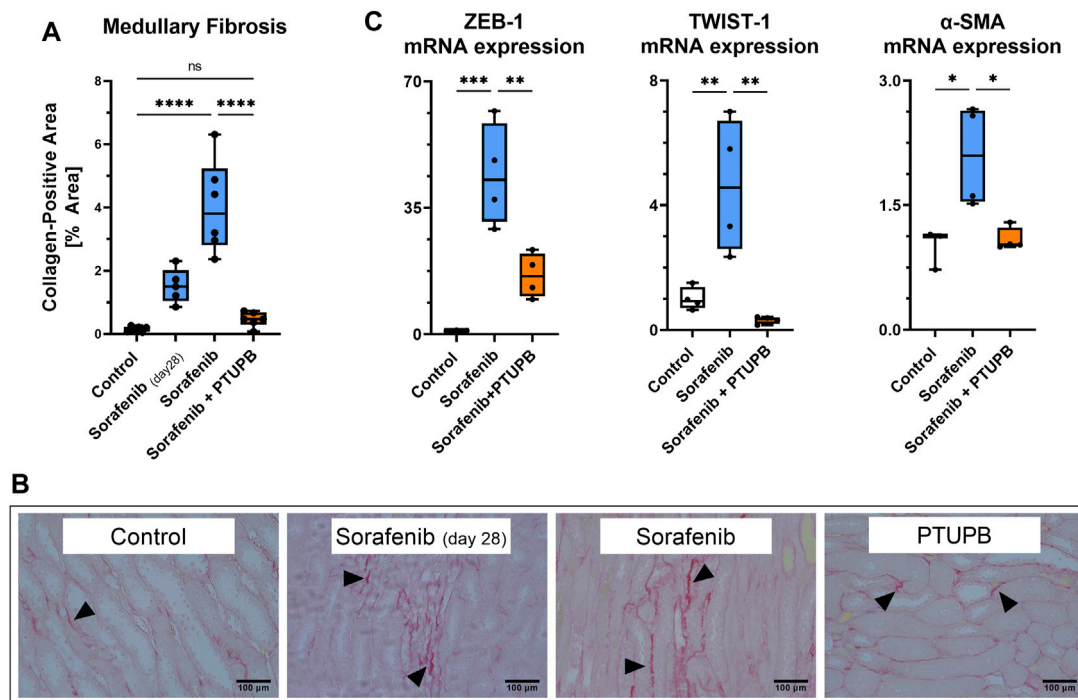 A
Medullary Fibrosis
ns
****
****
Collagen-Positive Area
[% Area]
8
6
4
2
0
Control
Sorafenib (day28)
Sorafenib
Sorafenib + PTUPB
C
ZEB-1
mRNA expression
***
**
70
35
0
Control
Sorafenib
Sorafenib+PTUPB
TWIST-1
mRNA expression
**
**
8
4
0
Control
Sorafenib
Sorafenib + PTUPB
α-SMA
mRNA expression
*
*
3.0
1.5
0.0
Control
Sorafenib
Sorafenib + PTUPB
B
Control
100 µm
Sorafenib (day 28)
100 µm
Sorafenib
100 µm
PTUPB
100 µm